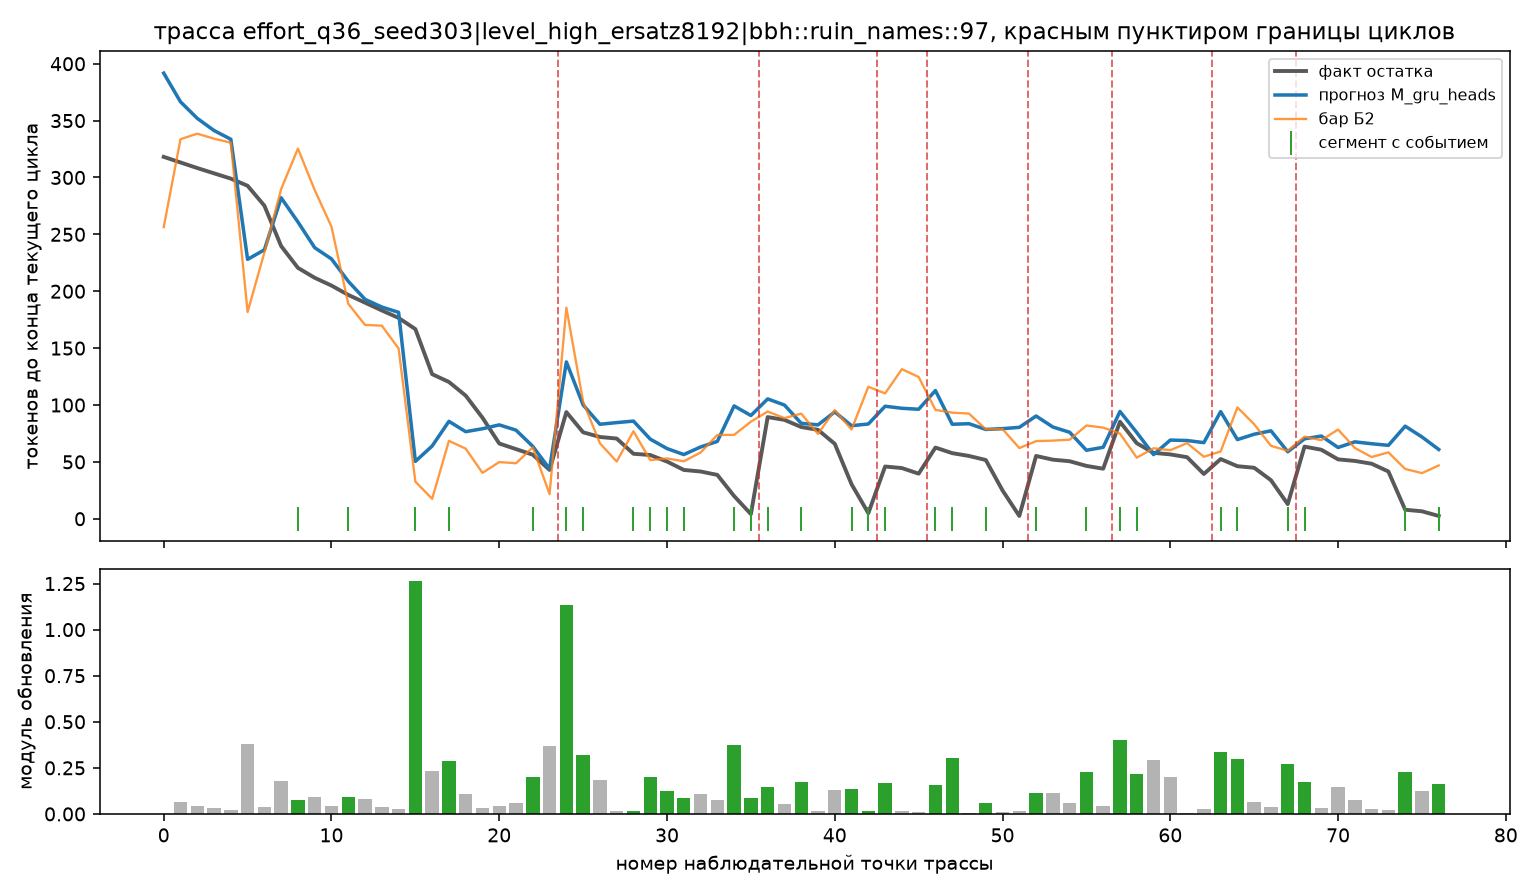 трасса effort_q36_seed303|level_high_ersatz8192|bbh::ruin_names::97, красным пунктиром границы циклов
400
350
300
250
200
150
100
50
0
токенов до конца текущего цикла
факт остатка
прогноз M_gru_heads
бар Б2
сегмент с событием
1.25
1.00
0.75
0.50
0.25
0.00
модуль обновления
0 10 20 30 40 50 60 70 80
номер наблюдательной точки трассы